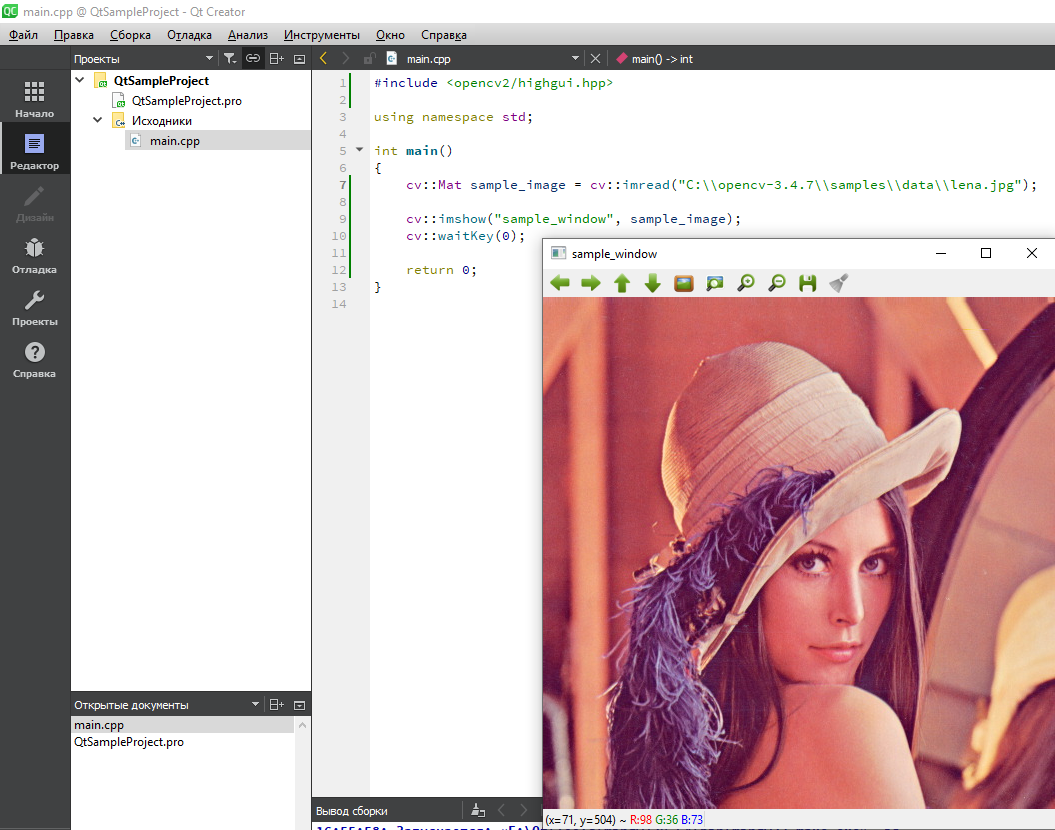 main.cpp @ QtSampleProject - Qt Creator
Файл Правка Сборка Отладка Анализ Инструменты Окно Справка
Проекты
main.cpp
main() -> int
Начало
Редактор
Дизайн
Отладка
Проекты
Справка
QtSampleProject
QtSampleProject.pro
Исходники
main.cpp
1 #include <opencv2/highgui.hpp>
2
3 using namespace std;
4
5 int main()
6 {
7 cv::Mat sample_image = cv::imread("C:\\opencv-3.4.7\\samples\\data\\lena.jpg");
8
9 cv::imshow("sample_window", sample_image);
10 cv::waitKey(0);
11
12 return 0;
13 }
14
sample_window
(x=71, y=504) ~ R:98 G:36 B:73
Открытые документы
main.cpp
QtSampleProject.pro
Вывод сборки